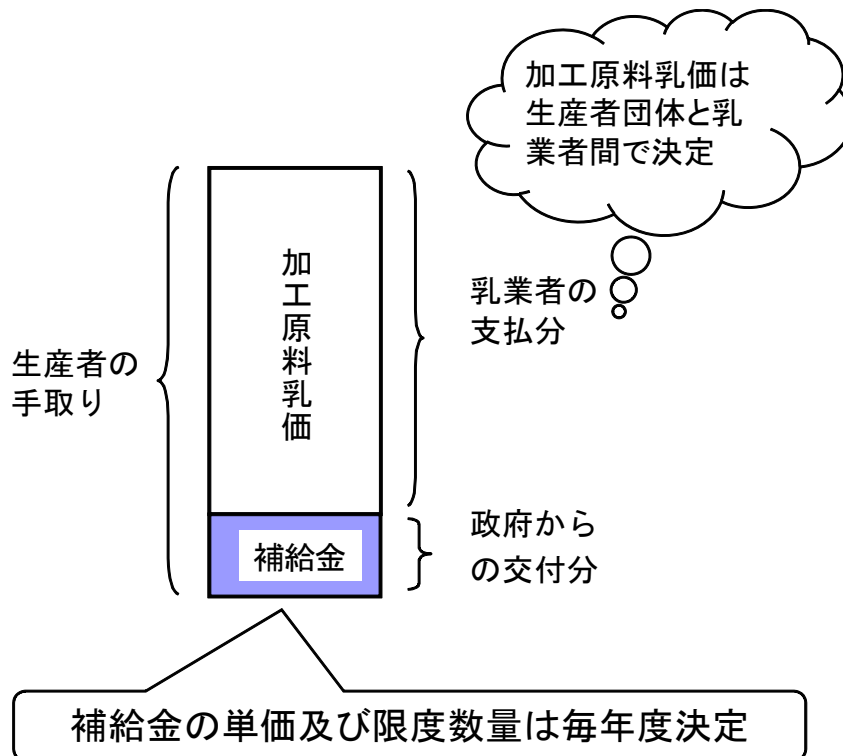 加工原料乳価は
生産者団体と乳
業者間で決定
加工原料乳価
乳業者の
支払分
生産者の
手取り
政府から
の交付分
補給金
補給金の単価及び限度数量は毎年度決定